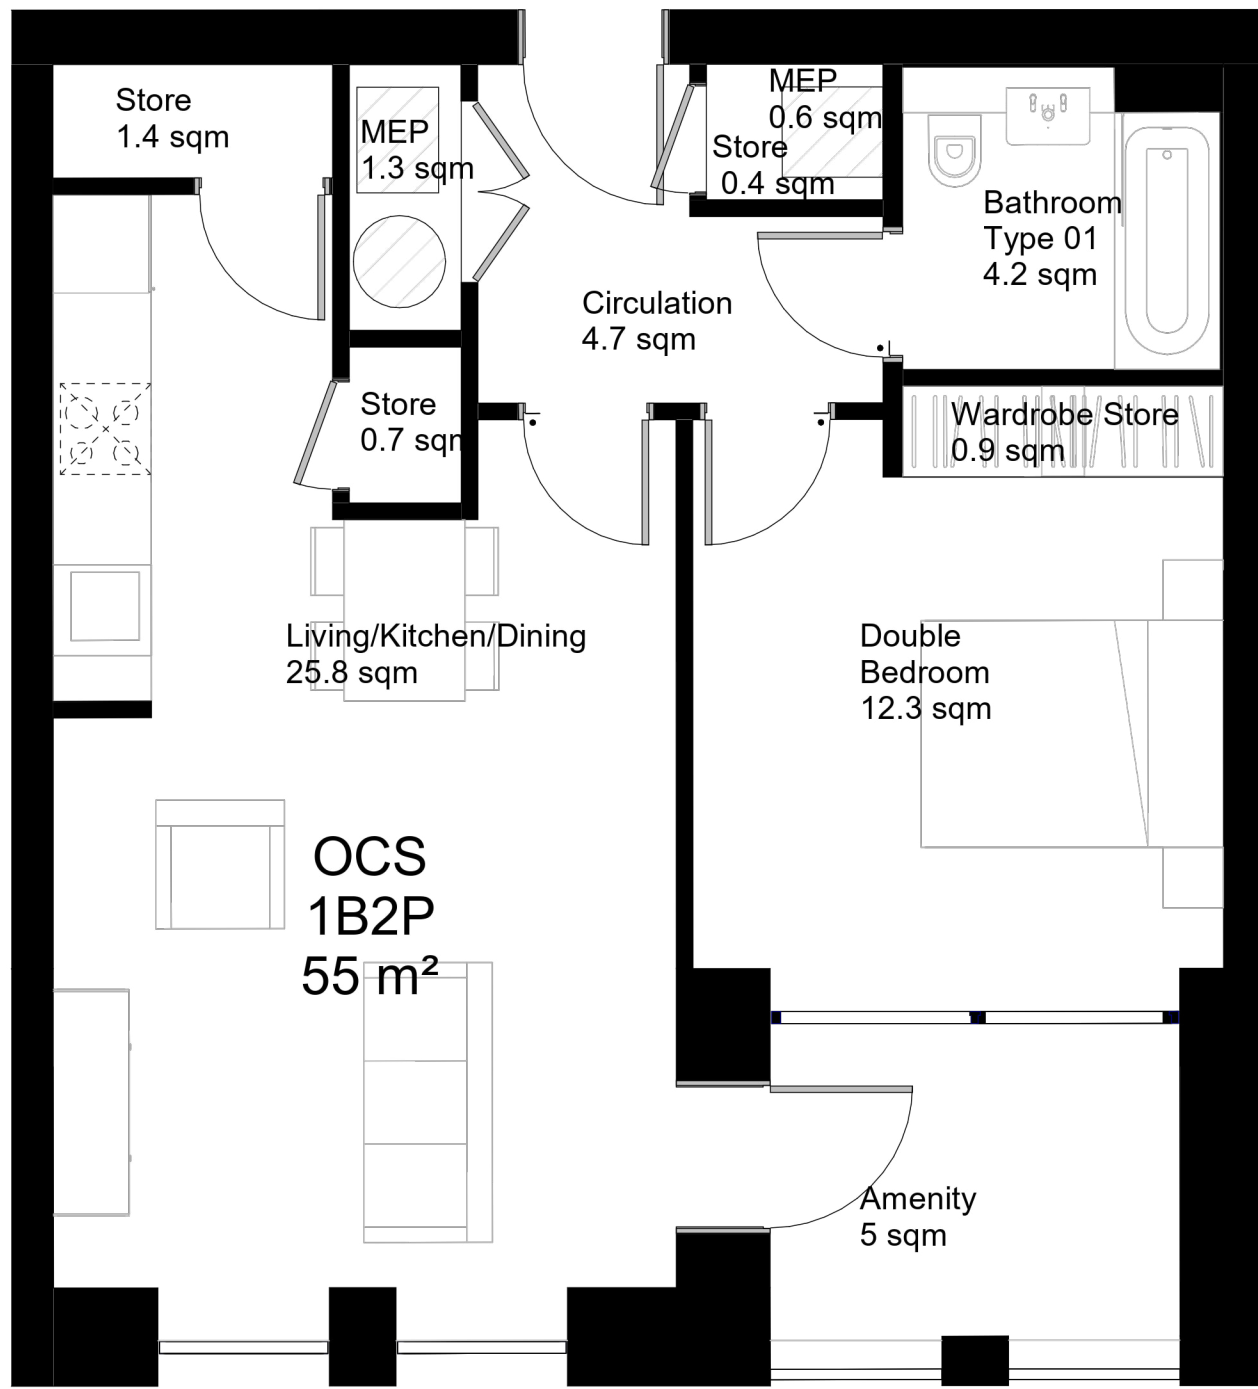 Store
1.4 sqm
MEP
1.3 sqm
MEP
0.6 sqm
Store
0.4 sqm
Bathroom
Type 01
4.2 sqm
Circulation
4.7 sqm
Store
0.7 sqm
Wardrobe Store
0.9 sqm
Living/Kitchen/Dining
25.8 sqm
Double
Bedroom
12.3 sqm
OCS
1B2P
55 m²
Amenity
5 sqm